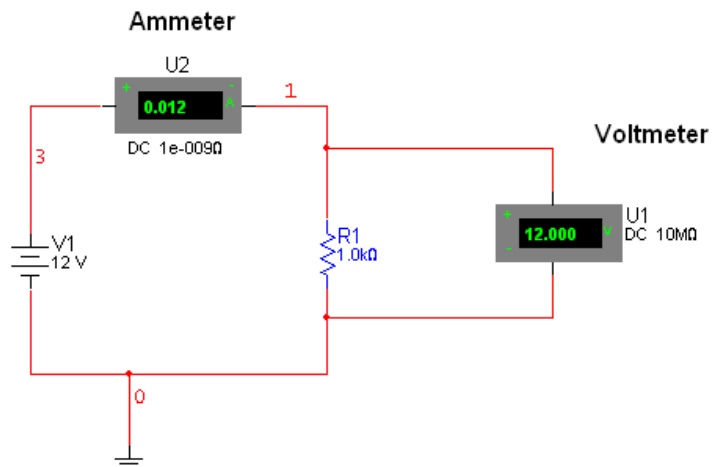 Ammeter
U2
+ -
0.012 A
DC 1e-009Ω
1
3
Voltmeter
V1
12 V
R1
1.0kΩ
+
-
12.000 V
U1
DC 10MΩ
0